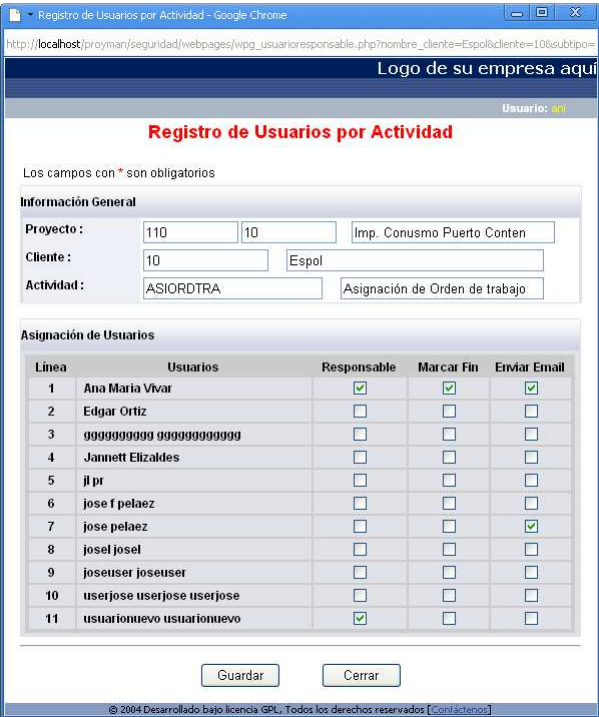 Registro de Usuarios por Actividad - Google Chrome
http://localhost/proyman/seguridad/webpages/wpg_usuarioresponsable.php?nombre_cliente=Espol&cliente=10&subtipo=
Logo de su empresa aquí
Usuario: ani
Registro de Usuarios por Actividad
Los campos con * son obligatorios
Información General
Proyecto : 110 10 Imp. Conusmo Puerto Conten
Cliente : 10 Espol
Actividad : ASIORDTRA Asignación de Orden de trabajo
Asignación de Usuarios
Línea Usuarios Responsable Marcar Fin Enviar Email
1 Ana Maria Vivar
2 Edgar Ortiz
3 gggggggggg gggggggggggg
4 Jannett Elizaldes
5 jl pr
6 jose f pelaez
7 jose pelaez
8 josel josel
9 joseuser joseuser
10 userjose userjose userjose
11 usuarionuevo usuarionuevo
Guardar Cerrar
© 2004 Desarrollado bajo licencia GPL, Todos los derechos reservados [Contáctenos]